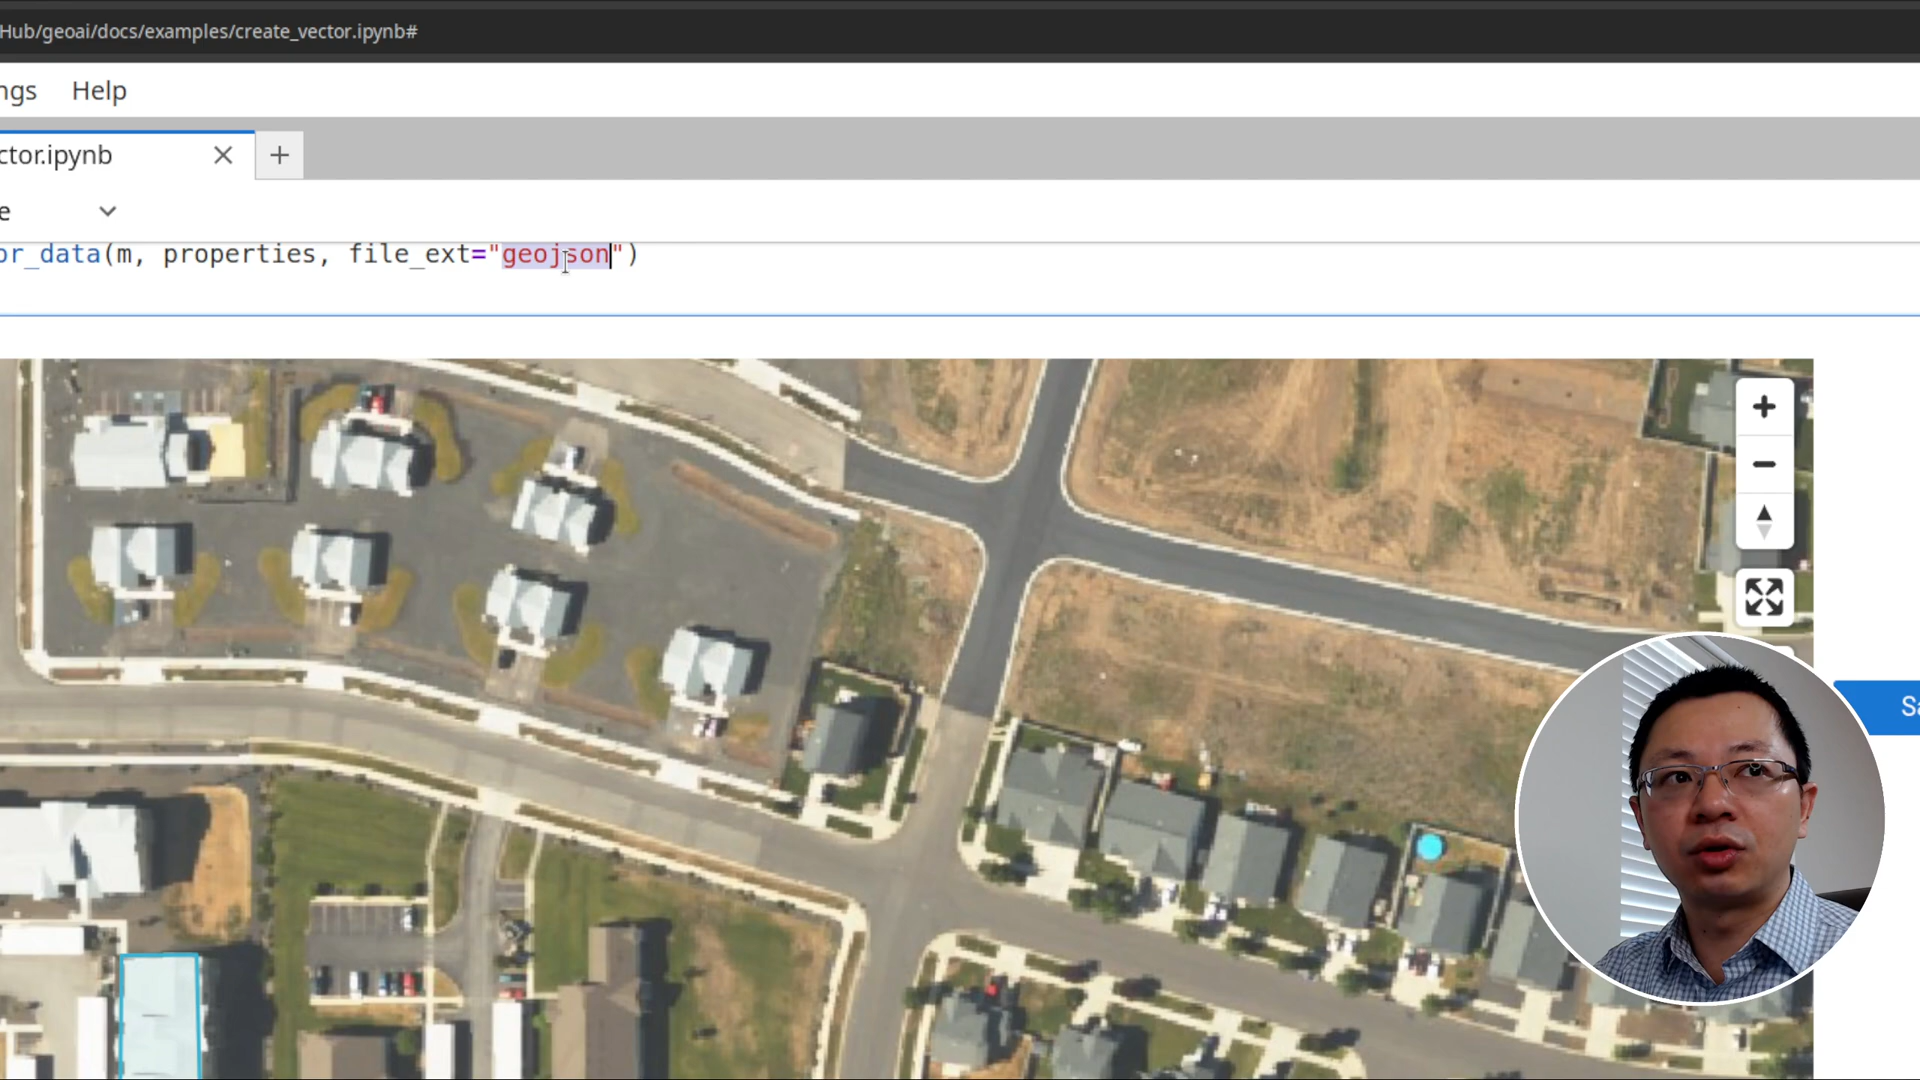 Hub/geoai/docs/examples/create_vector.ipynb#
ngs Help
ctor.ipynb
e
or_data(m, properties, file_ext="geojson")
Sa